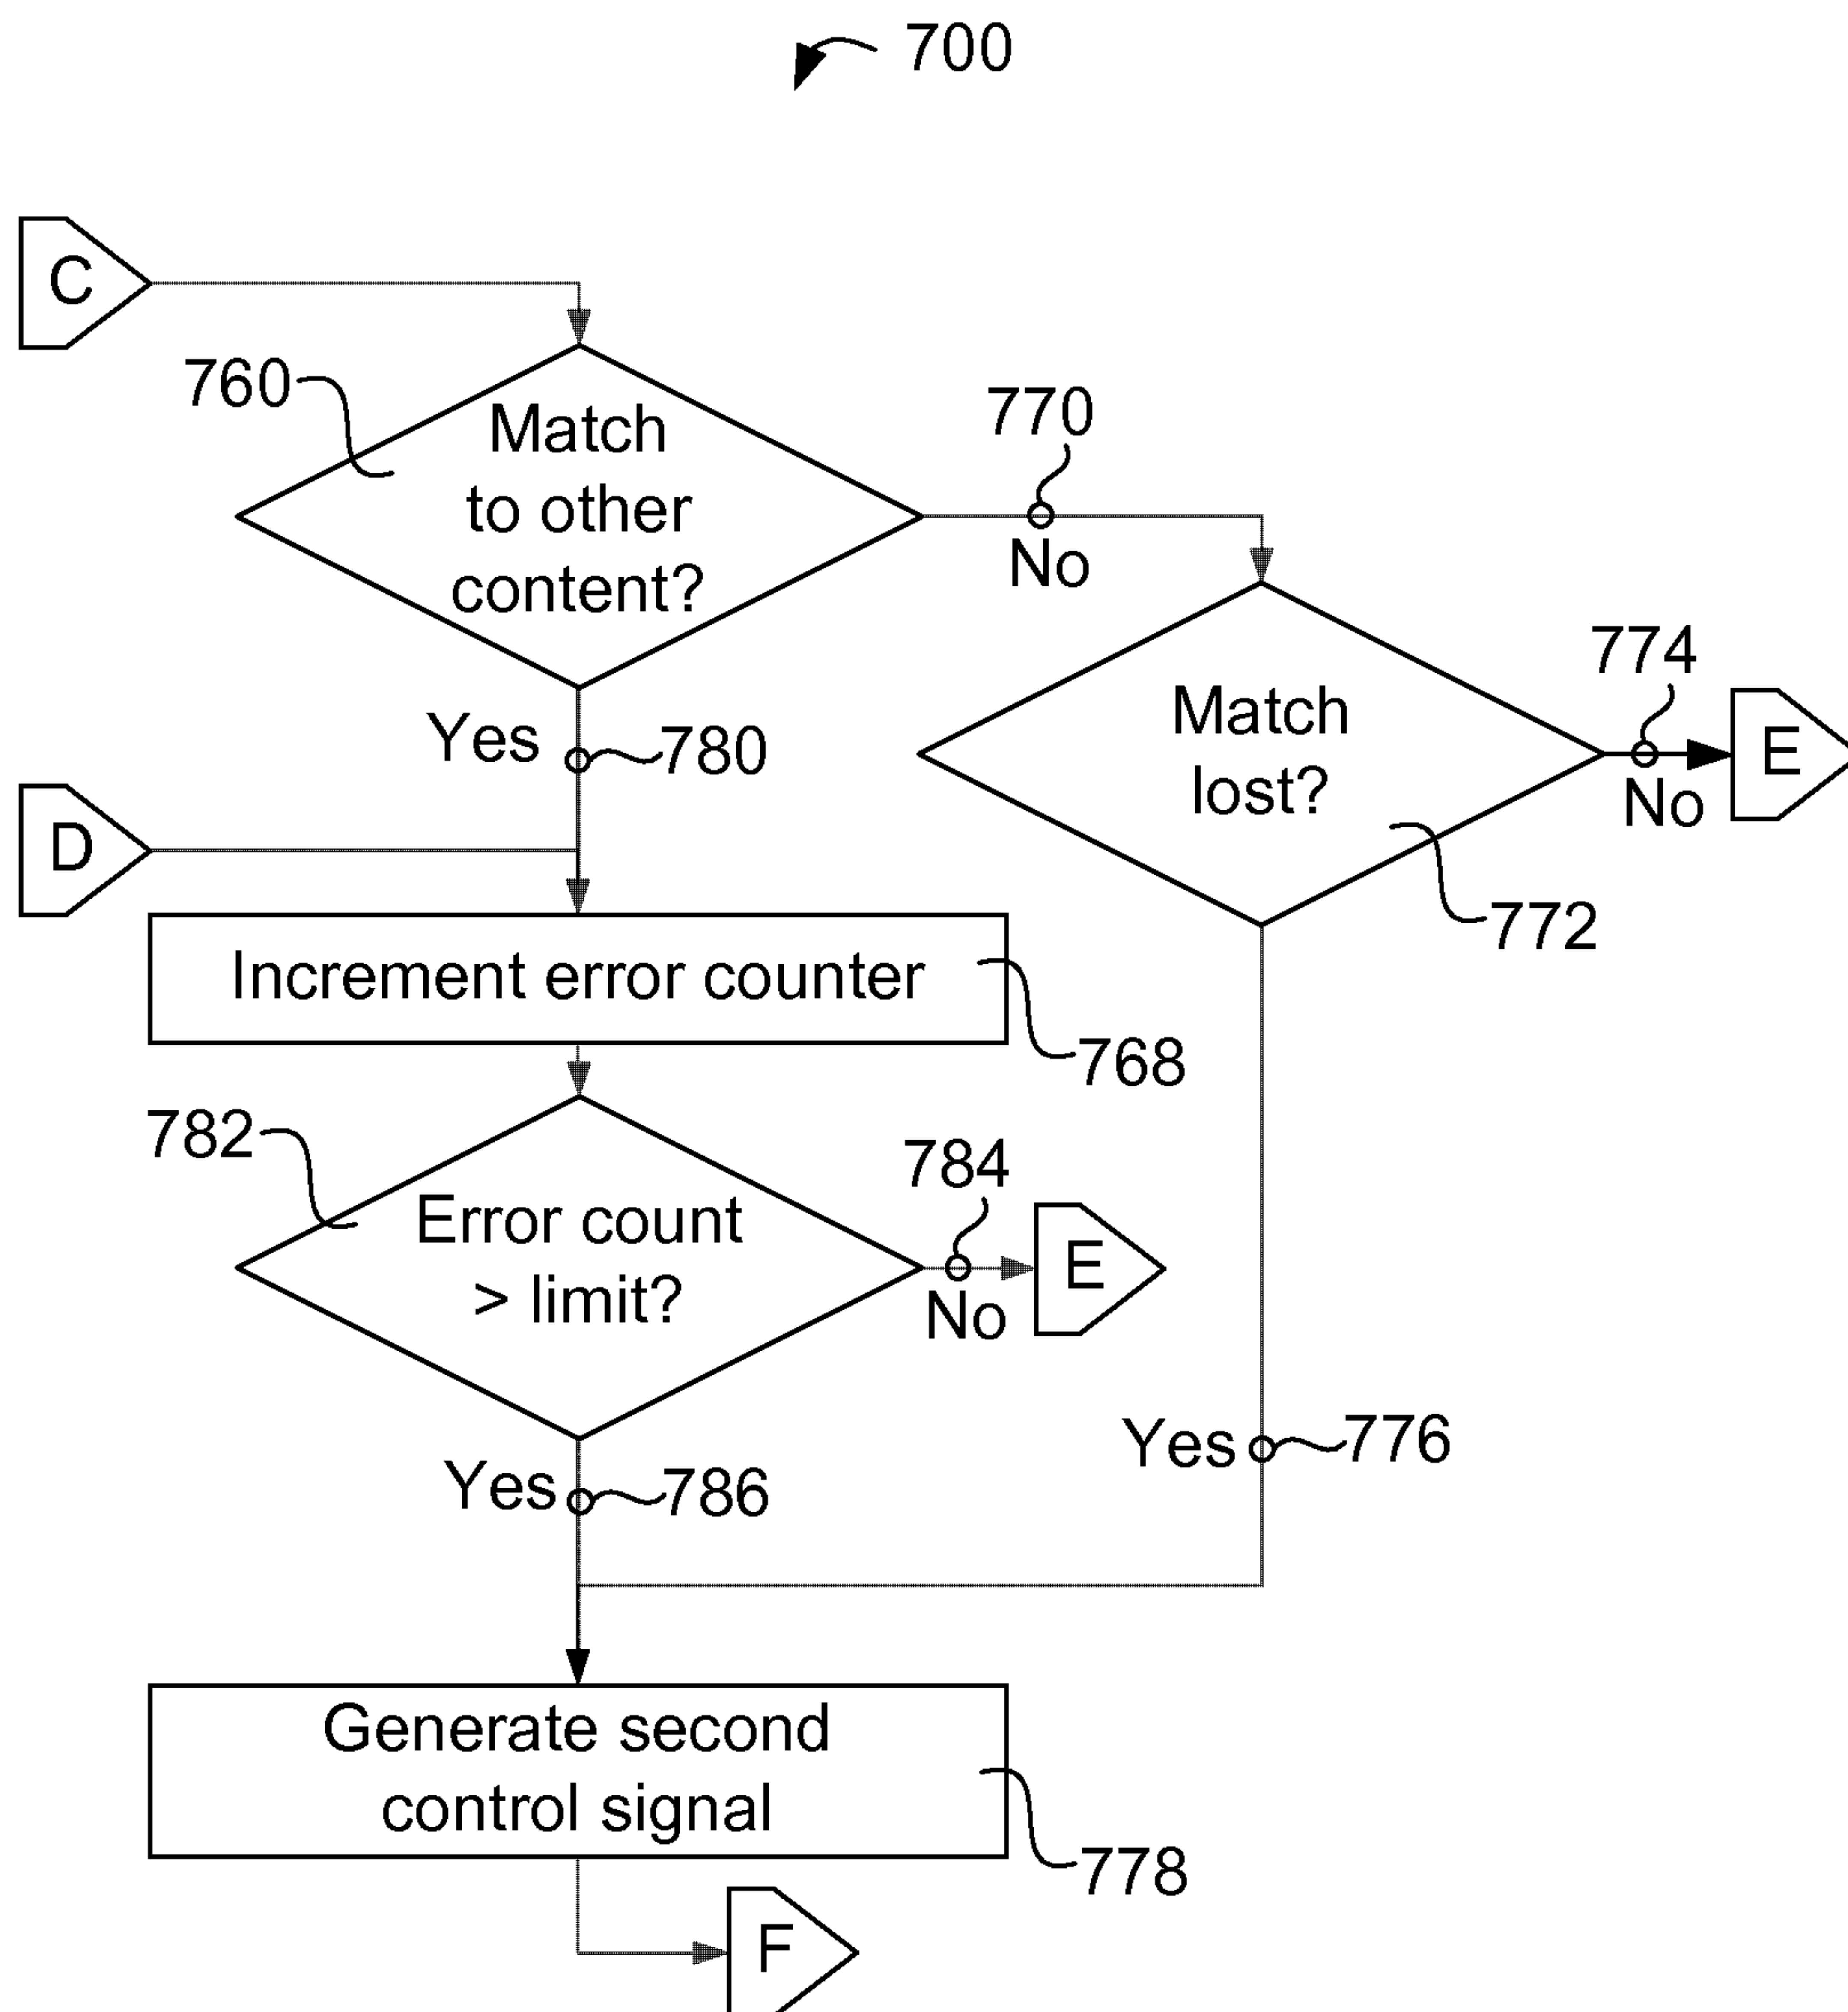 700
C
760
Match
to other
content?
770
No
774
Match
lost?
E
No
Yes
780
D
772
Increment error counter
768
782
Error count
> limit?
784
E
No
Yes
786
Yes
776
Generate second
control signal
778
F